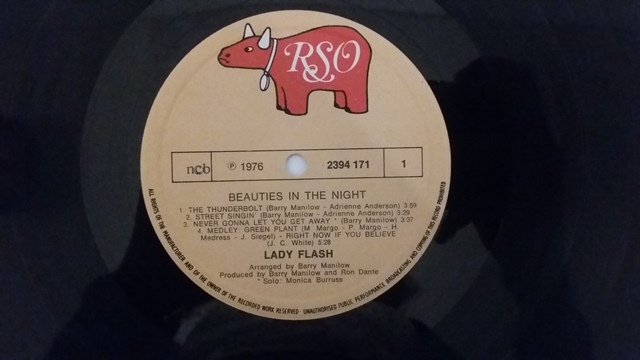 RSO
ncb
℗ 1976
2394 171
1
BEAUTIES IN THE NIGHT
1. THE THUNDERBOLT (Barry Manilow - Adrienne Anderson) 3:59
2. STREET SINGIN' (Barry Manilow - Adrienne Anderson) 3:29
3. NEVER GONNA LET YOU GET AWAY * (Barry Manilow) 3:37
4. MEDLEY: GREEN PLANT (M Margo - P. Margo - H.
Medress - J. Siegel) - RIGHT NOW IF YOU BELIEVE
(J. C. White) 5:28
LADY FLASH
Arranged by Barry Manilow
Produced by Barry Manilow and Ron Dante
* Solo: Monica Burruss
ALL RIGHTS OF THE MANUFACTURER AND OF THE OWNER OF THE RECORDED WORK RESERVED · UNAUTHORISED PUBLIC PERFORMANCE BROADCASTING AND COPYING OF THIS RECORD PROHIBITED